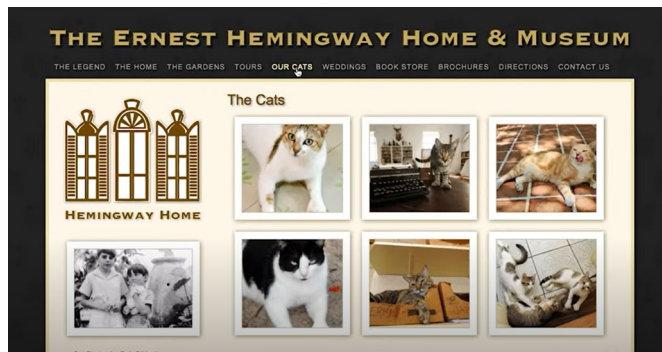 THE ERNEST HEMINGWAY HOME & MUSEUM
THE LEGEND THE HOME THE GARDENS TOURS OUR CATS WEDDINGS BOOK STORE BROCHURES DIRECTIONS CONTACT US
The Cats
HEMINGWAY HOME